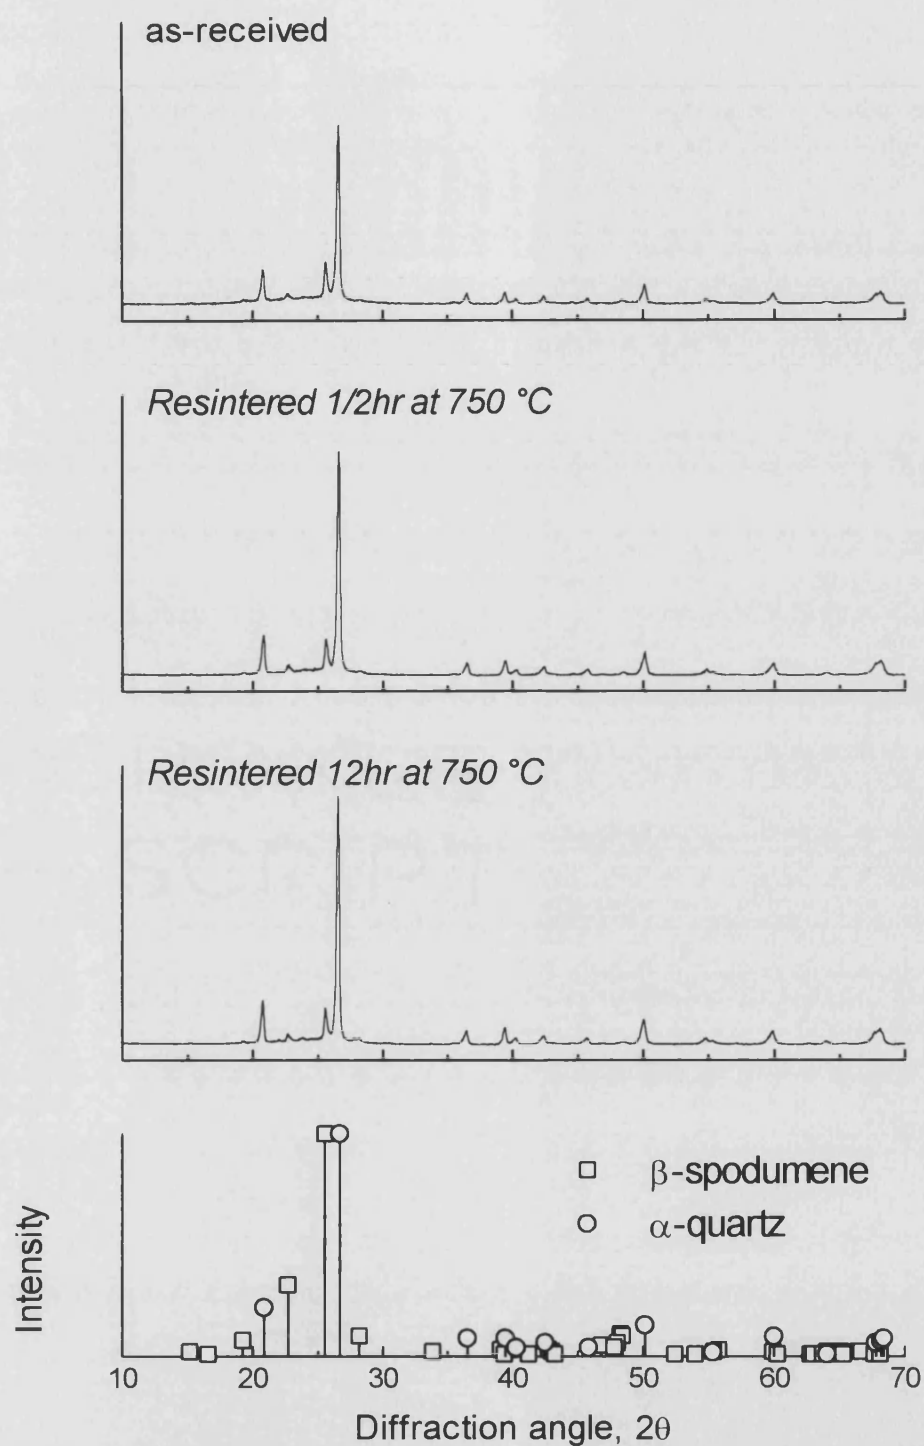 as-received
Resintered 1/2hr at 750 °C
Resintered 12hr at 750 °C
β-spodumene
α-quartz
Intensity
10 20 30 40 50 60 70
Diffraction angle, 2θ